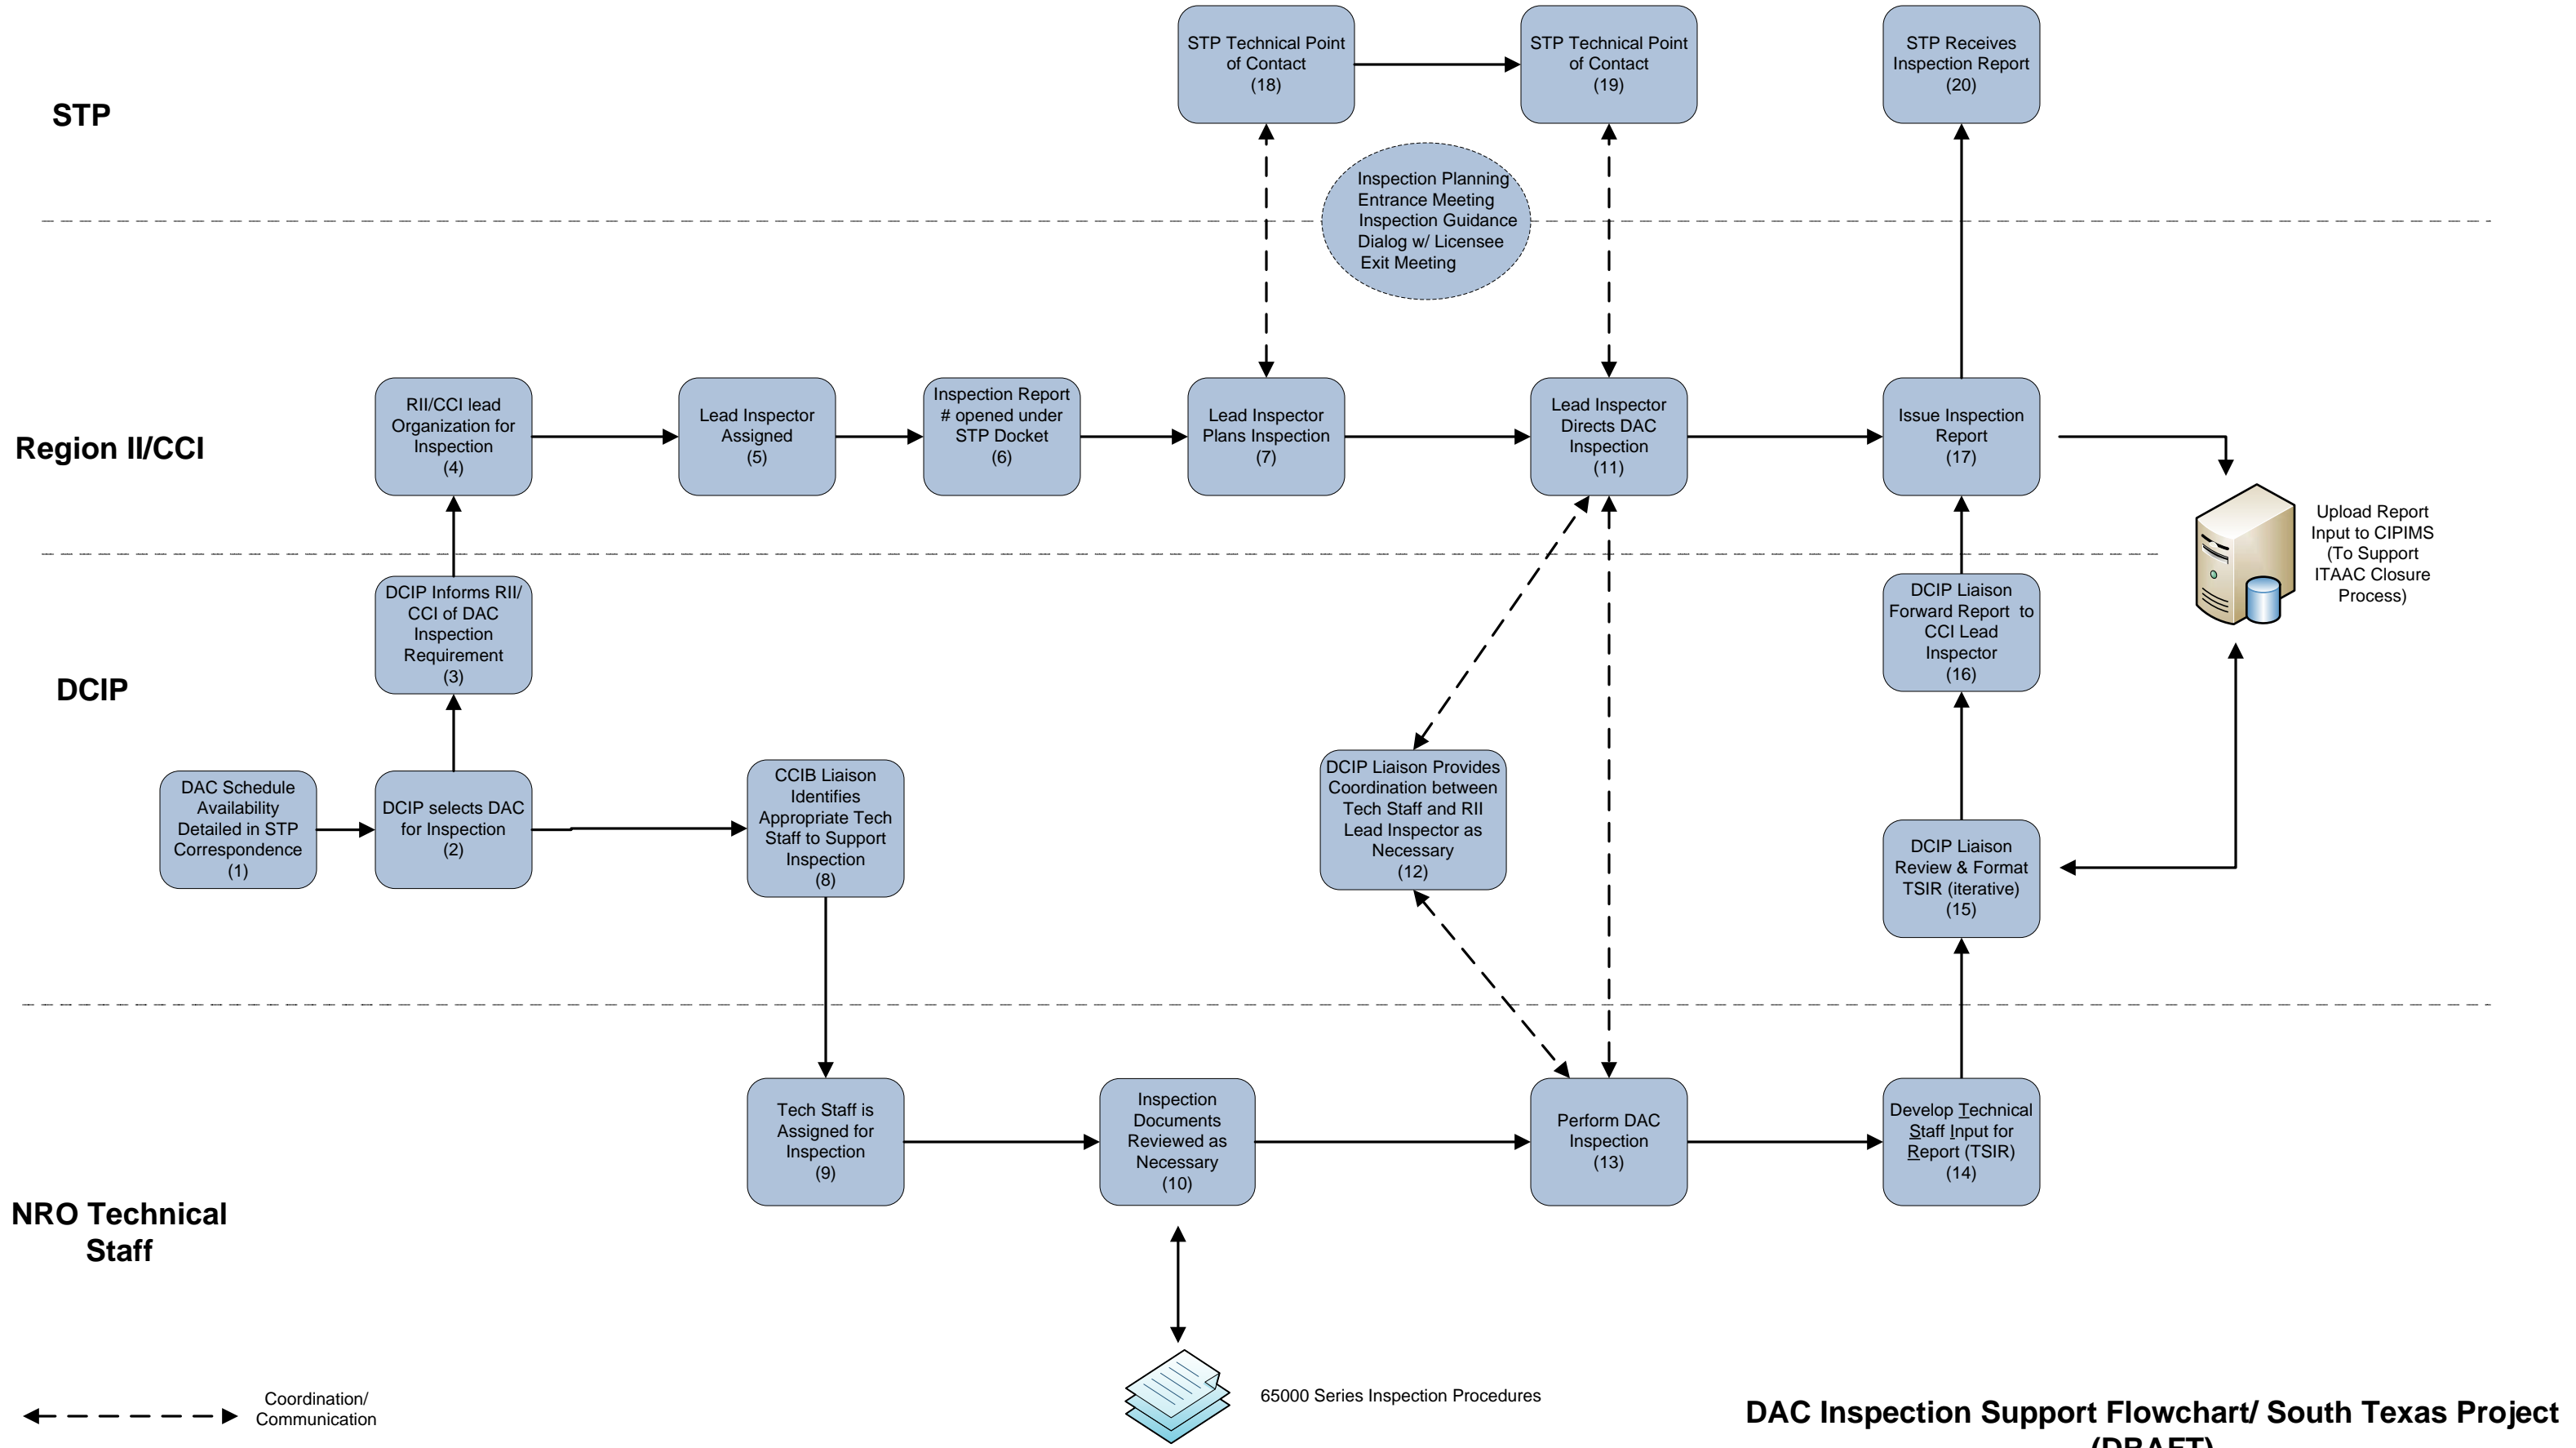 STP Technical Point
of Contact
(18)
STP Technical Point
of Contact
(19)
STP Receives
Inspection Report
(20)
STP
Inspection Planning
Entrance Meeting
Inspection Guidance
Dialog w/ Licensee
Exit Meeting
Region II/CCI
RII/CCI lead
Organization for
Inspection
(4)
Lead Inspector
Assigned
(5)
Inspection Report
# opened under
STP Docket
(6)
Lead Inspector
Plans Inspection
(7)
Lead Inspector
Directs DAC
Inspection
(11)
Issue Inspection
Report
(17)
Upload Report
Input to CIPIMS
(To Support
ITAAC Closure
Process)
DCIP
DCIP Informs RII/
CCI of DAC
Inspection
Requirement
(3)
DCIP Liaison
Forward Report to
CCI Lead
Inspector
(16)
DAC Schedule
Availability
Detailed in STP
Correspondence
(1)
DCIP selects DAC
for Inspection
(2)
CCIB Liaison
Identifies
Appropriate Tech
Staff to Support
Inspection
(8)
DCIP Liaison Provides
Coordination between
Tech Staff and RII
Lead Inspector as
Necessary
(12)
DCIP Liaison
Review & Format
TSIR (iterative)
(15)
NRO Technical
Staff
Tech Staff is
Assigned for
Inspection
(9)
Inspection
Documents
Reviewed as
Necessary
(10)
Perform DAC
Inspection
(13)
Develop Technical
Staff Input for
Report (TSIR)
(14)
Coordination/
Communication
65000 Series Inspection Procedures
DAC Inspection Support Flowchart/ South Texas Project
(DRAFT)